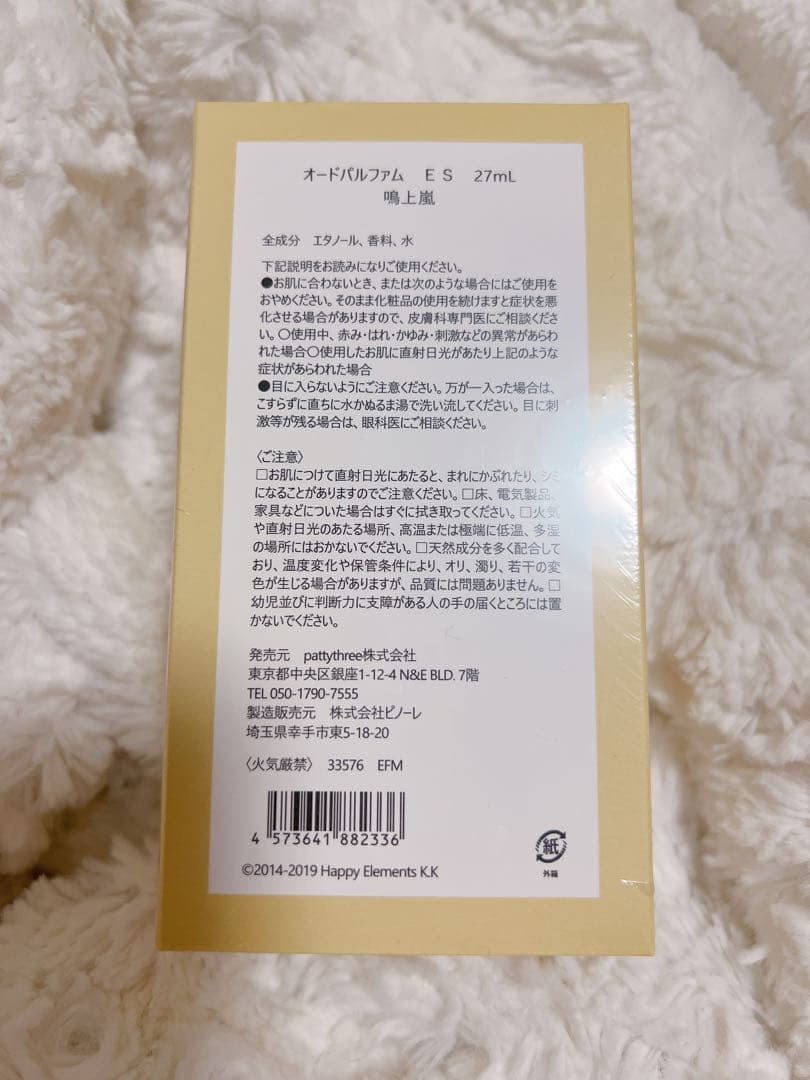 オードパルファム　ＥＳ　27mL
鳴上嵐
全成分　エタノール、香料、水
下記説明をお読みになりご使用ください。
●お肌に合わないとき、または次のような場合にはご使用を
おやめください。そのまま化粧品の使用を続けますと症状を悪
化させる場合がありますので、皮膚科専門医にご相談くださ
い。〇使用中、赤み・はれ・かゆみ・刺激などの異常があらわ
れた場合〇使用したお肌に直射日光があたり上記のような
症状があらわれた場合
●目に入らないようにご注意ください。万が一入った場合は、
こすらずに直ちに水かぬるま湯で洗い流してください。目に刺
激等が残る場合は、眼科医にご相談ください。
〈ご注意〉
□お肌につけて直射日光にあたると、まれにかぶれたり、シミ
になることがありますのでご注意ください。□床、電気製品、
家具などについた場合はすぐに拭き取ってください。□火気
や直射日光のあたる場所、高温または極端に低温、多湿
の場所にはおかないでください。□天然成分を多く配合して
おり、温度変化や保管条件により、オリ、濁り、若干の変
色が生じる場合がありますが、品質には問題ありません。□
幼児並びに判断力に支障がある人の手の届くところには置
かないでください。
発売元　pattythree株式会社
東京都中央区銀座1-12-4 N&E BLD. 7階
TEL 050-1790-7555
製造販売元　株式会社ピノーレ
埼玉県幸手市東5-18-20
〈火気厳禁〉　33576　EFM
4 573641 882336
紙
外箱
©2014-2019 Happy Elements K.K